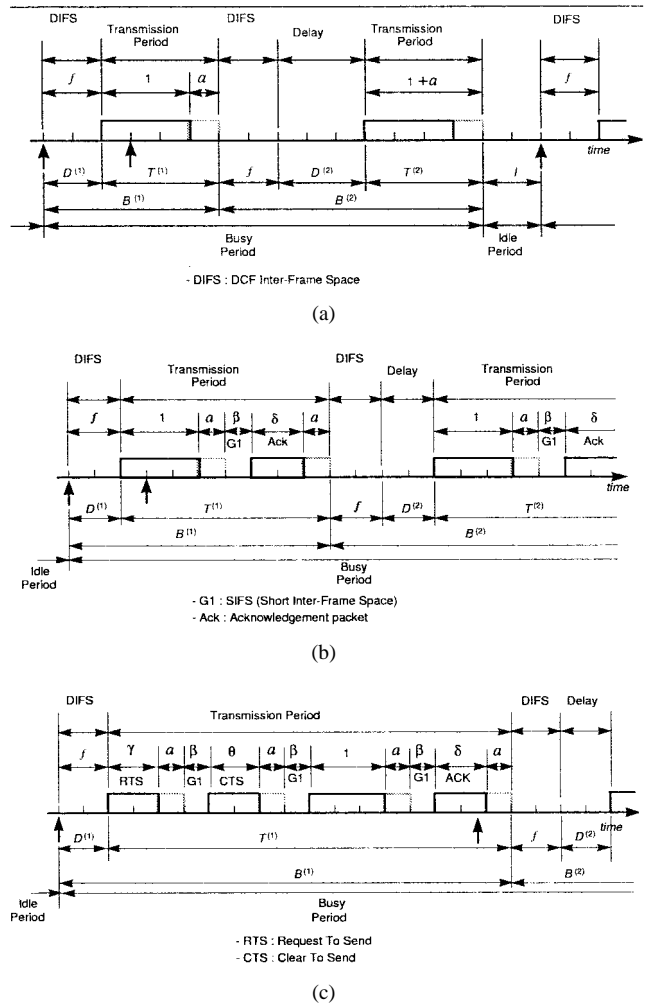 DIFS DIFS DIFS
Transmission Period Delay Transmission Period
f 1 a 1+a f
time
D(1) T(1) f D(2) T(2) I
B(1) B(2)
Busy Period Idle Period
- DIFS : DCF Inter-Frame Space
(a)
DIFS DIFS
Transmission Period Delay Transmission Period
f 1 a β δ a 1 a β δ
G1 Ack G1 Ack
time
D(1) T(1) f D(2) T(2)
B(1) B(2)
Idle Period Busy Period
- G1 : SIFS (Short Inter-Frame Space)
- Ack : Acknowledgement packet
(b)
DIFS DIFS Delay
Transmission Period
f γ a β θ a β 1 a β δ a
RTS G1 CTS G1 G1 ACK
time
D(1) T(1) f D(2)
B(1) B(2)
Idle Period Busy Period
- RTS : Request To Send
- CTS : Clear To Send
(c)